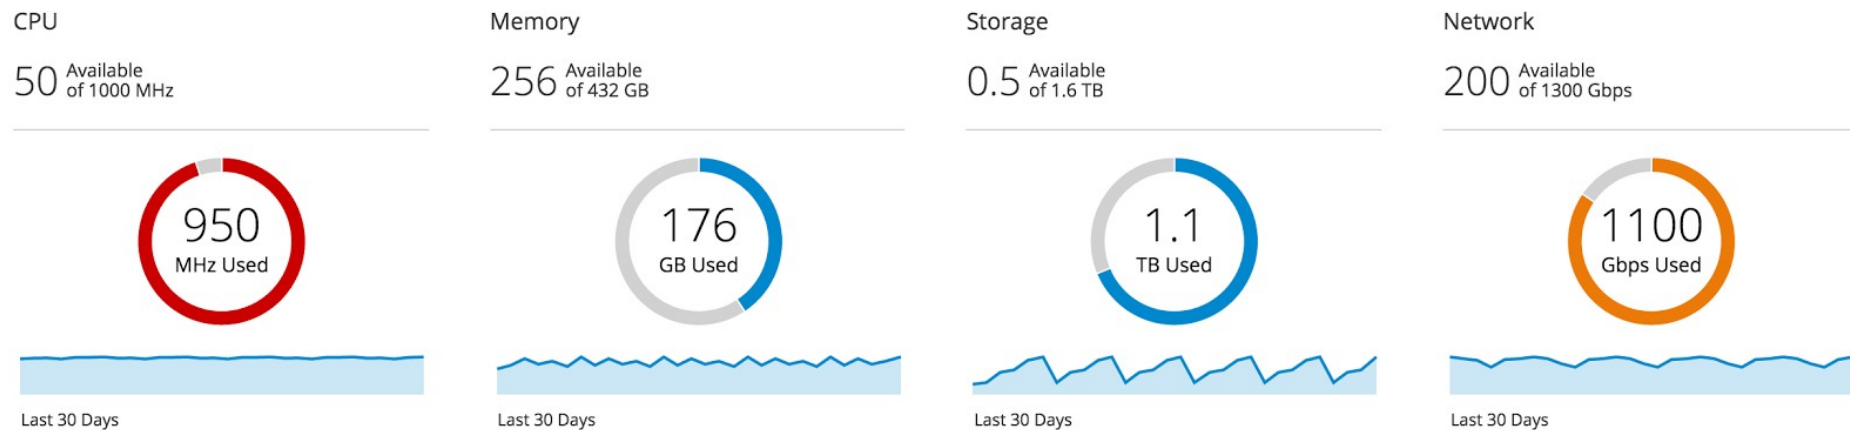 CPU
50 Available
of 1000 MHz
950
MHz Used
Last 30 Days
Memory
256 Available
of 432 GB
176
GB Used
Last 30 Days
Storage
0.5 Available
of 1.6 TB
1.1
TB Used
Last 30 Days
Network
200 Available
of 1300 Gbps
1100
Gbps Used
Last 30 Days